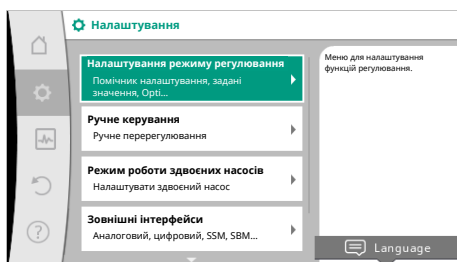 Налаштування
Налаштування режиму регулювання
Помічник налаштування, задані
значення, Opti...
Ручне керування
Ручне перерегулювання
Режим роботи здвоєних насосів
Налаштувати здвоєний насос
Зовнішні інтерфейси
Аналоговий, цифровий, SSM, SBM...
Меню для налаштування
функцій регулювання.
Language